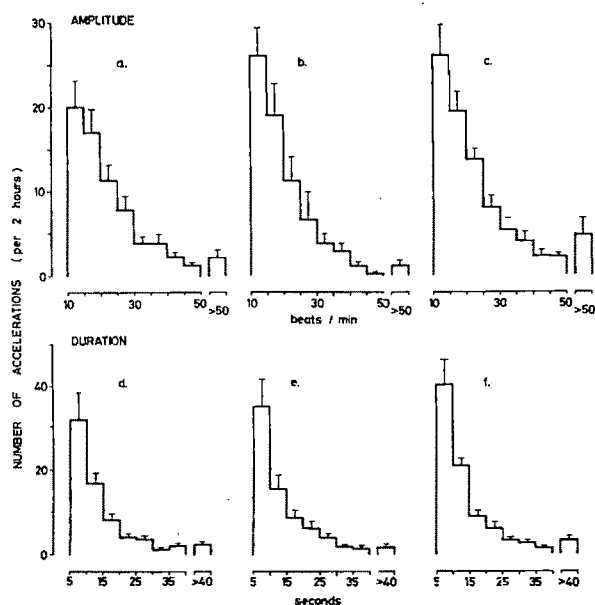 AMPLITUDE
30
20
10
0
a.
b.
c.
10 30 50 >50
10 30 50 >50
10 30 50 >50
beats / min
NUMBER OF ACCELERATIONS (per 2 hours)
DURATION
40
20
0
d.
e.
f.
5 15 25 35 >40
5 15 25 35 >40
5 15 25 35 >40
seconds